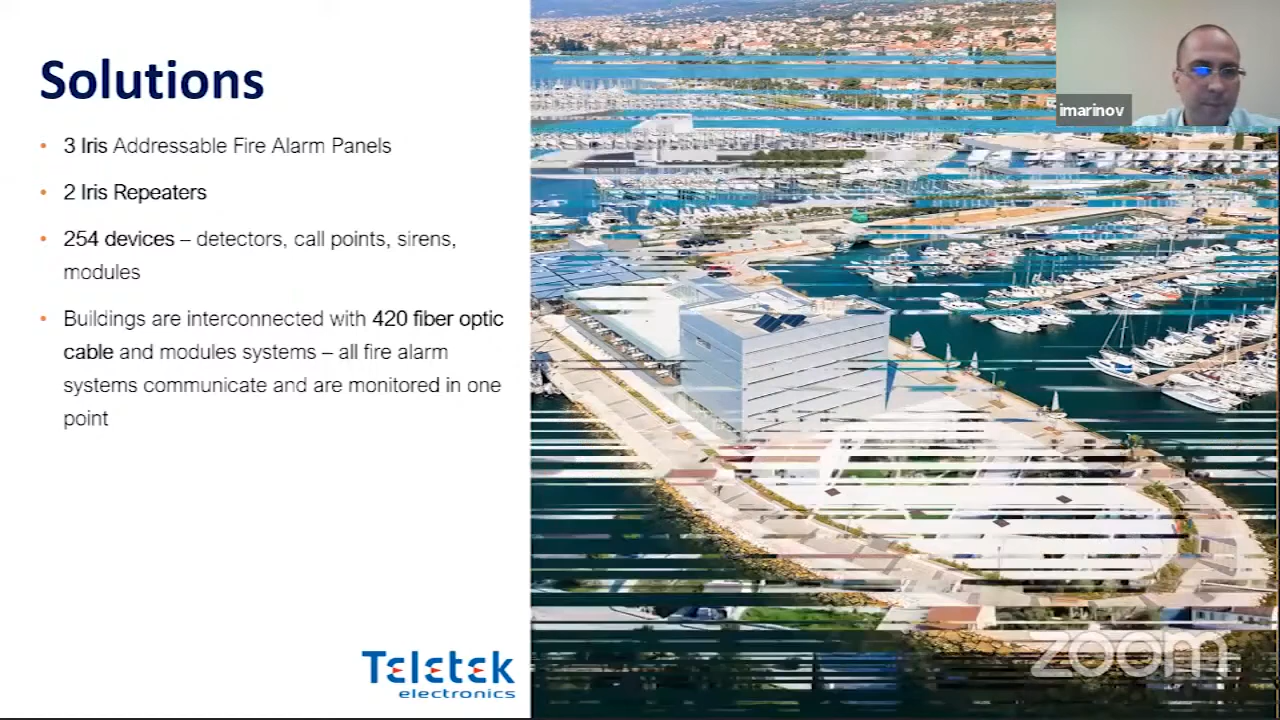 Solutions
• 3 Iris Addressable Fire Alarm Panels
• 2 Iris Repeaters
• 254 devices – detectors, call points, sirens,
modules
• Buildings are interconnected with 420 fiber optic
cable and modules systems – all fire alarm
systems communicate and are monitored in one
point
Teletek
electronics
imarinov
zoom